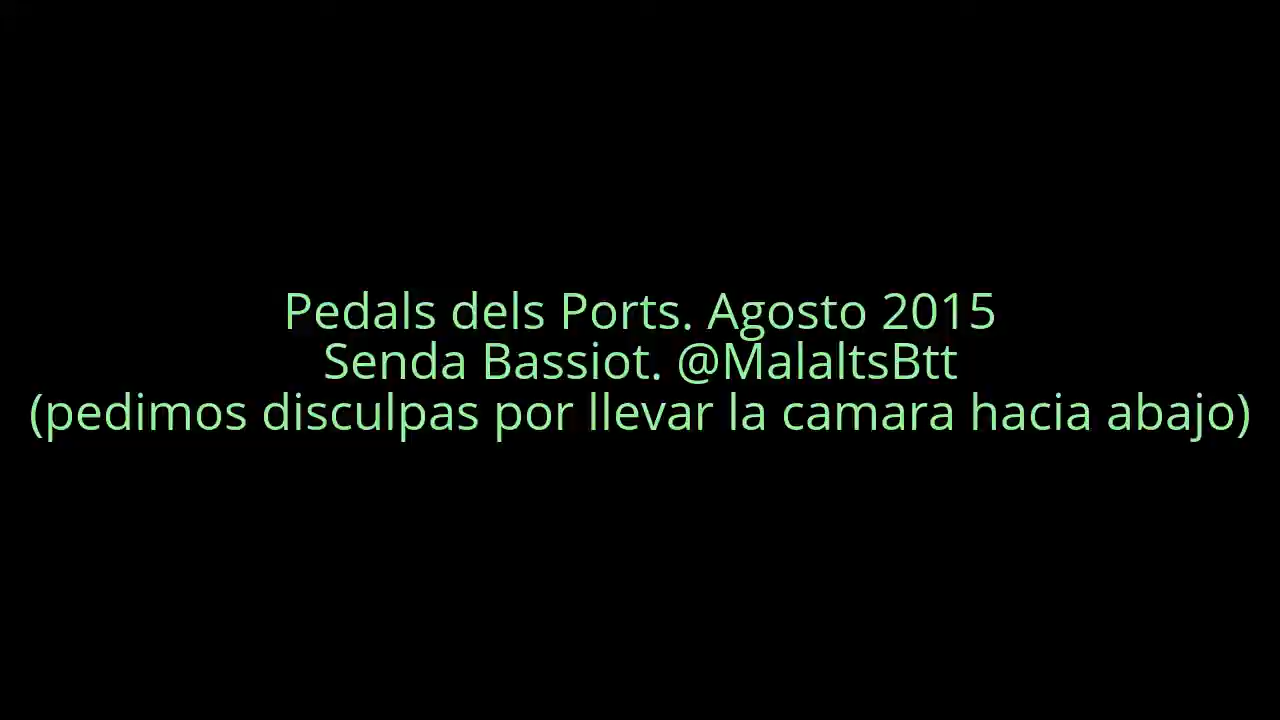 Pedals dels Ports. Agosto 2015
Senda Bassiot. @MalaltsBtt
(pedimos disculpas por llevar la camara hacia abajo)